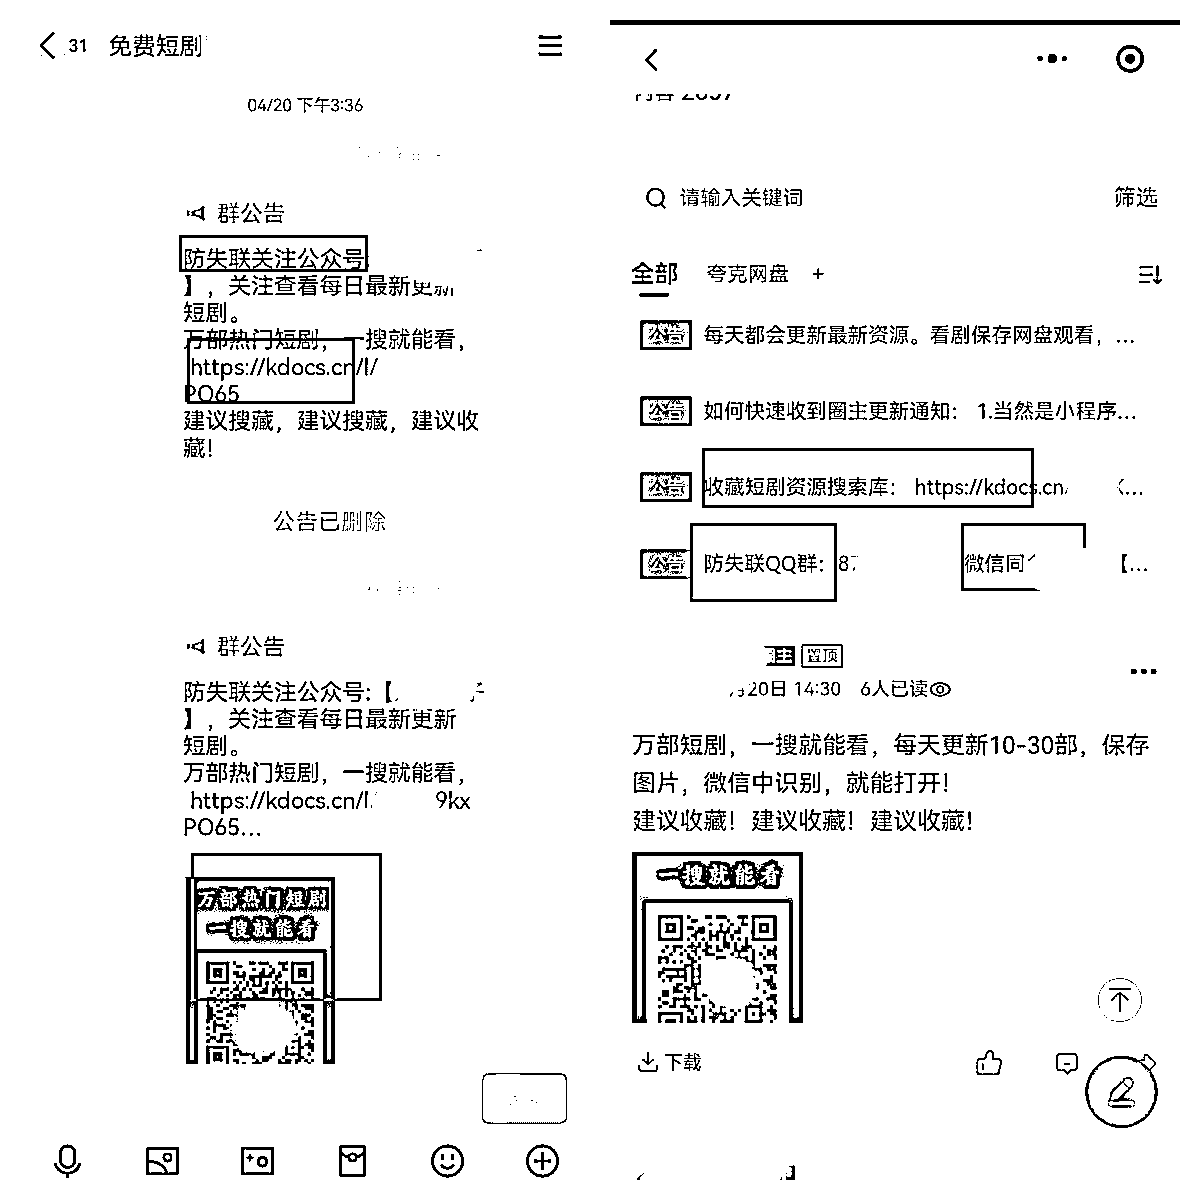 31 免费短剧
04/20 下午3:36
群公告
防失联关注公众号
】，关注查看每日最新更新
短剧。
万部热门短剧，一搜就能看，
https://kdocs.cn/l/
PO65
建议搜藏，建议搜藏，建议收
藏！
公告已删除
群公告
防失联关注公众号:【
】，关注查看每日最新更新
短剧。
万部热门短剧，一搜就能看，
https://kdocs.cn/l 9kx
PO65...
万部热门短剧
一搜就能看
请输入关键词 筛选
全部 夸克网盘 +
公告 每天都会更新最新资源。看剧保存网盘观看，...
公告 如何快速收到圈主更新通知： 1.当然是小程序...
公告 收藏短剧资源搜索库： https://kdocs.cn ...
公告 防失联QQ群：8 微信同 【...
置顶
20日 14:30 6人已读
万部短剧，一搜就能看，每天更新10-30部，保存
图片，微信中识别，就能打开！
建议收藏！建议收藏！建议收藏！
一搜就能看
下载